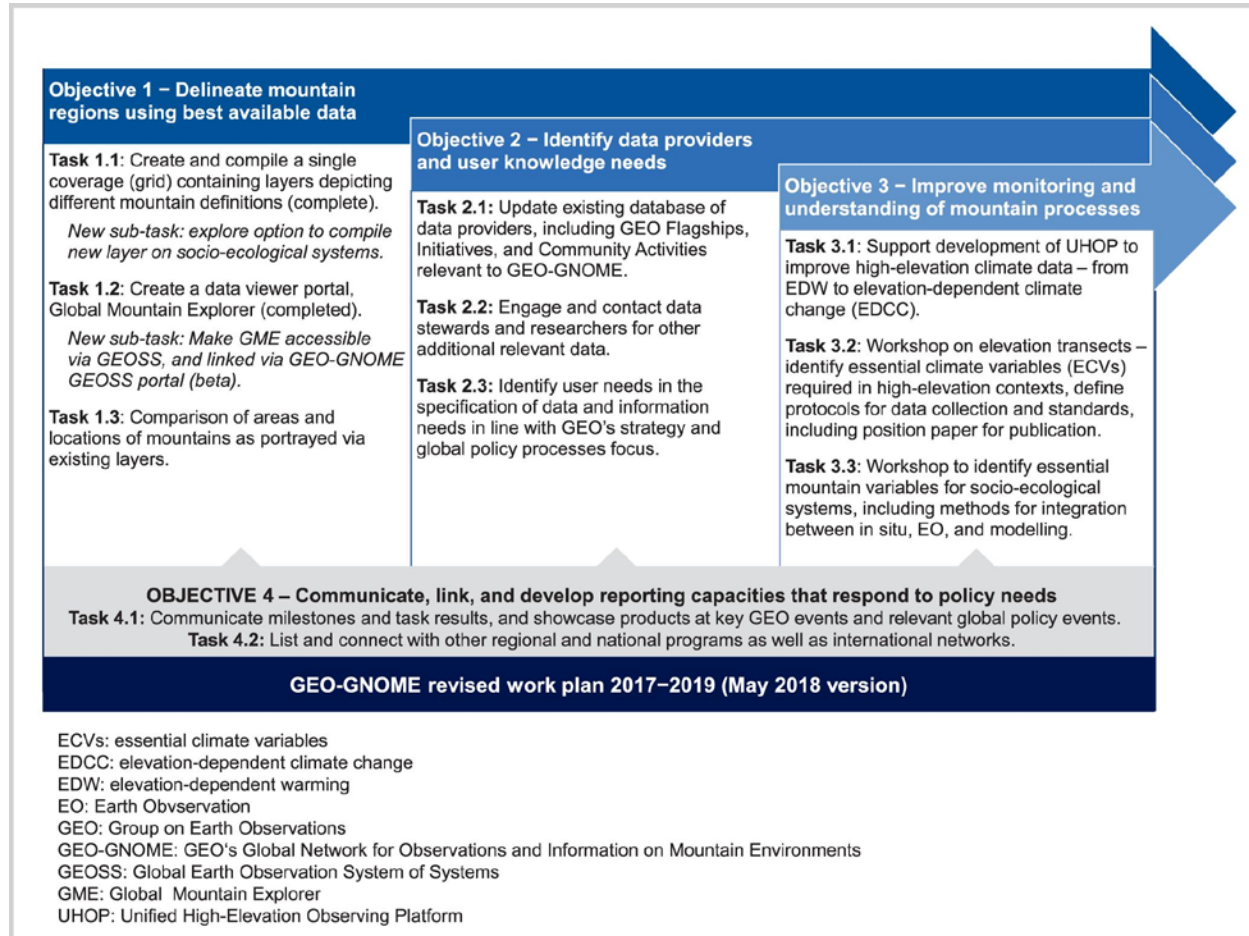 Objective 1 – Delineate mountain
regions using best available data
Task 1.1: Create and compile a single
coverage (grid) containing layers depicting
different mountain definitions (complete).
New sub-task: explore option to compile
new layer on socio-ecological systems.
Task 1.2: Create a data viewer portal,
Global Mountain Explorer (completed).
New sub-task: Make GME accessible
via GEOSS, and linked via GEO-GNOME
GEOSS portal (beta).
Task 1.3: Comparison of areas and
locations of mountains as portrayed via
existing layers.
Objective 2 – Identify data providers
and user knowledge needs
Task 2.1: Update existing database of
data providers, including GEO Flagships,
Initiatives, and Community Activities
relevant to GEO-GNOME.
Task 2.2: Engage and contact data
stewards and researchers for other
additional relevant data.
Task 2.3: Identify user needs in the
specification of data and information
needs in line with GEO's strategy and
global policy processes focus.
Objective 3 – Improve monitoring and
understanding of mountain processes
Task 3.1: Support development of UHOP to
improve high-elevation climate data – from
EDW to elevation-dependent climate
change (EDCC).
Task 3.2: Workshop on elevation transects –
identify essential climate variables (ECVs)
required in high-elevation contexts, define
protocols for data collection and standards,
including position paper for publication.
Task 3.3: Workshop to identify essential
mountain variables for socio-ecological
systems, including methods for integration
between in situ, EO, and modelling.
OBJECTIVE 4 – Communicate, link, and develop reporting capacities that respond to policy needs
Task 4.1: Communicate milestones and task results, and showcase products at key GEO events and relevant global policy events.
Task 4.2: List and connect with other regional and national programs as well as international networks.
GEO-GNOME revised work plan 2017–2019 (May 2018 version)
ECVs: essential climate variables
EDCC: elevation-dependent climate change
EDW: elevation-dependent warming
EO: Earth Obvservation
GEO: Group on Earth Observations
GEO-GNOME: GEO's Global Network for Observations and Information on Mountain Environments
GEOSS: Global Earth Observation System of Systems
GME: Global Mountain Explorer
UHOP: Unified High-Elevation Observing Platform